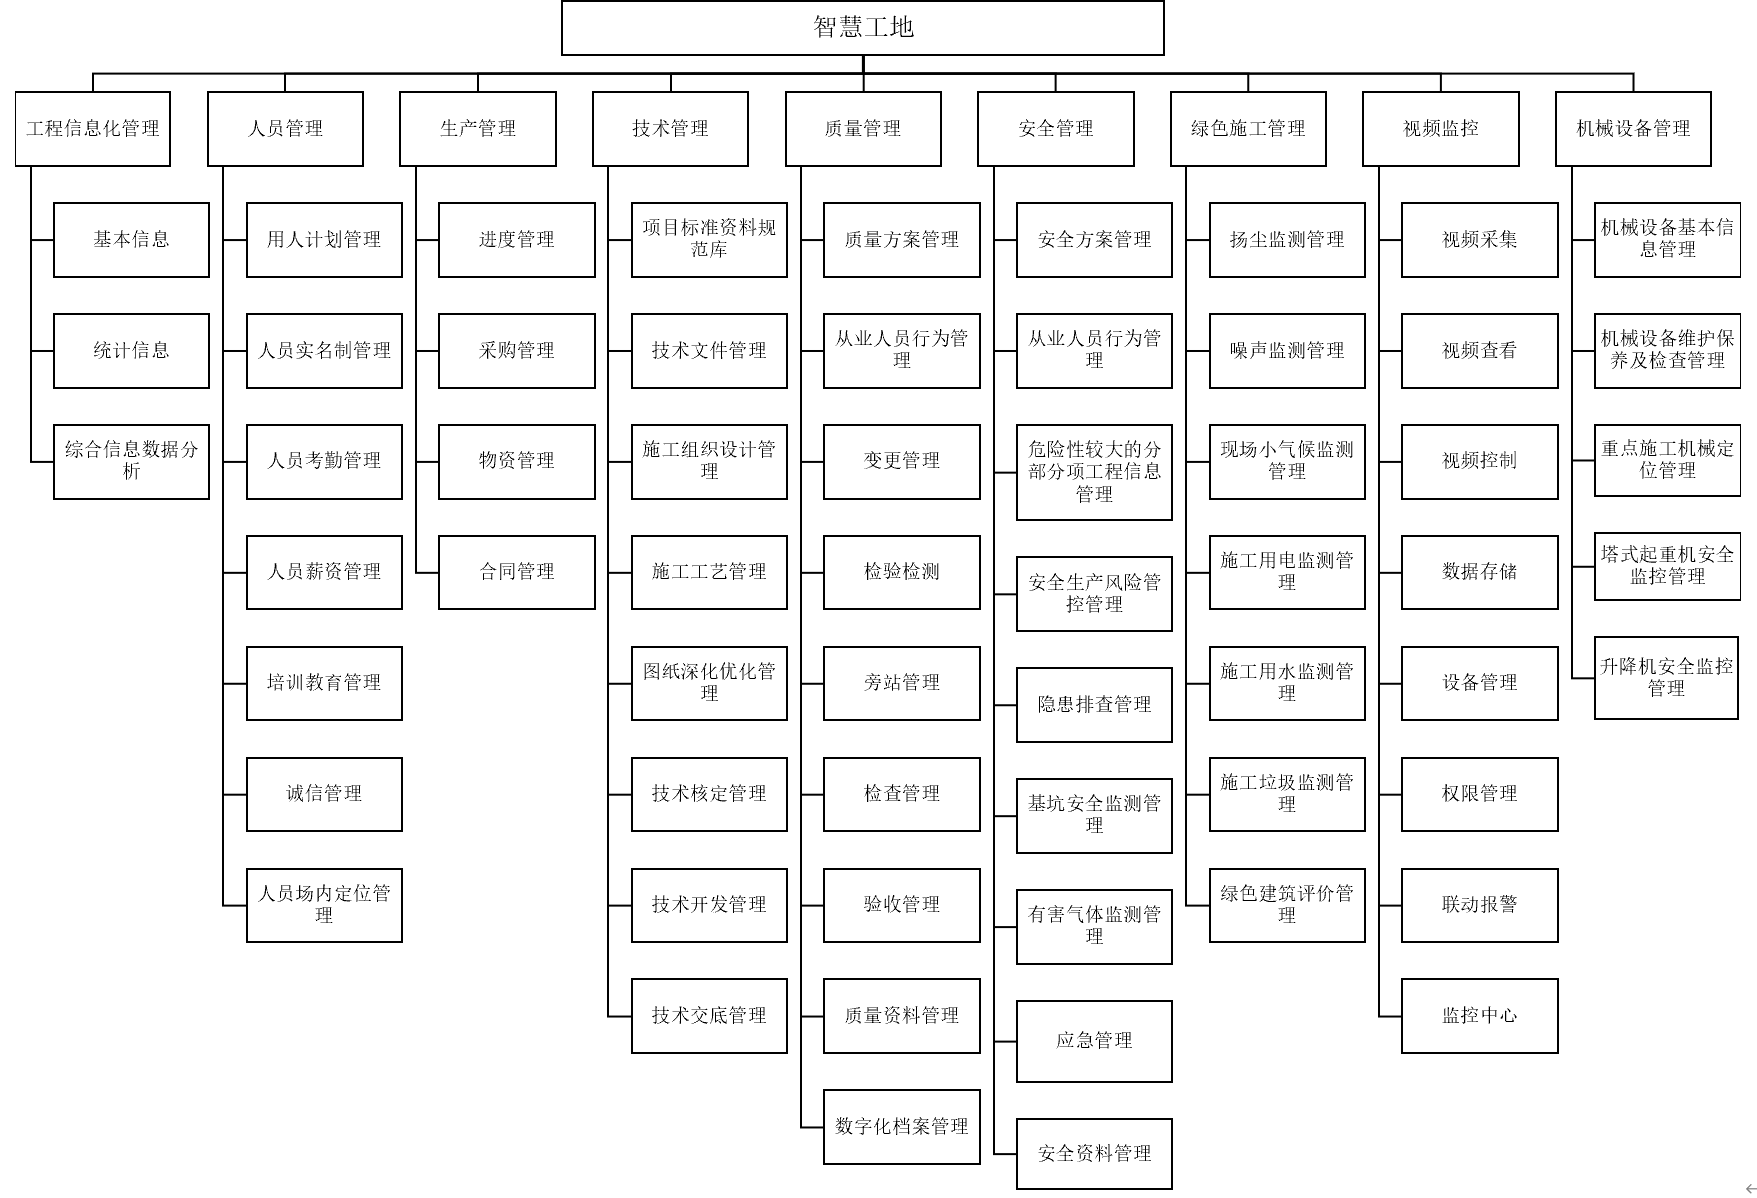 智慧工地
工程信息化管理
基本信息
统计信息
综合信息数据分
析
人员管理
用人计划管理
人员实名制管理
人员考勤管理
人员薪资管理
培训教育管理
诚信管理
人员场内定位管
理
生产管理
进度管理
采购管理
物资管理
合同管理
技术管理
项目标准资料规
范库
技术文件管理
施工组织设计管
理
施工工艺管理
图纸深化优化管
理
技术核定管理
技术开发管理
技术交底管理
质量管理
质量方案管理
从业人员行为管
理
变更管理
检验检测
旁站管理
检查管理
验收管理
质量资料管理
数字化档案管理
安全管理
安全方案管理
从业人员行为管
理
危险性较大的分
部分项工程信息
管理
安全生产风险管
控管理
隐患排查管理
基坑安全监测管
理
有害气体监测管
理
应急管理
安全资料管理
绿色施工管理
扬尘监测管理
噪声监测管理
现场小气候监测
管理
施工用电监测管
理
施工用水监测管
理
施工垃圾监测管
理
绿色建筑评价管
理
视频监控
视频采集
视频查看
视频控制
数据存储
设备管理
权限管理
联动报警
监控中心
机械设备管理
机械设备基本信
息管理
机械设备维护保
养及检查管理
重点施工机械定
位管理
塔式起重机安全
监控管理
升降机安全监控
管理